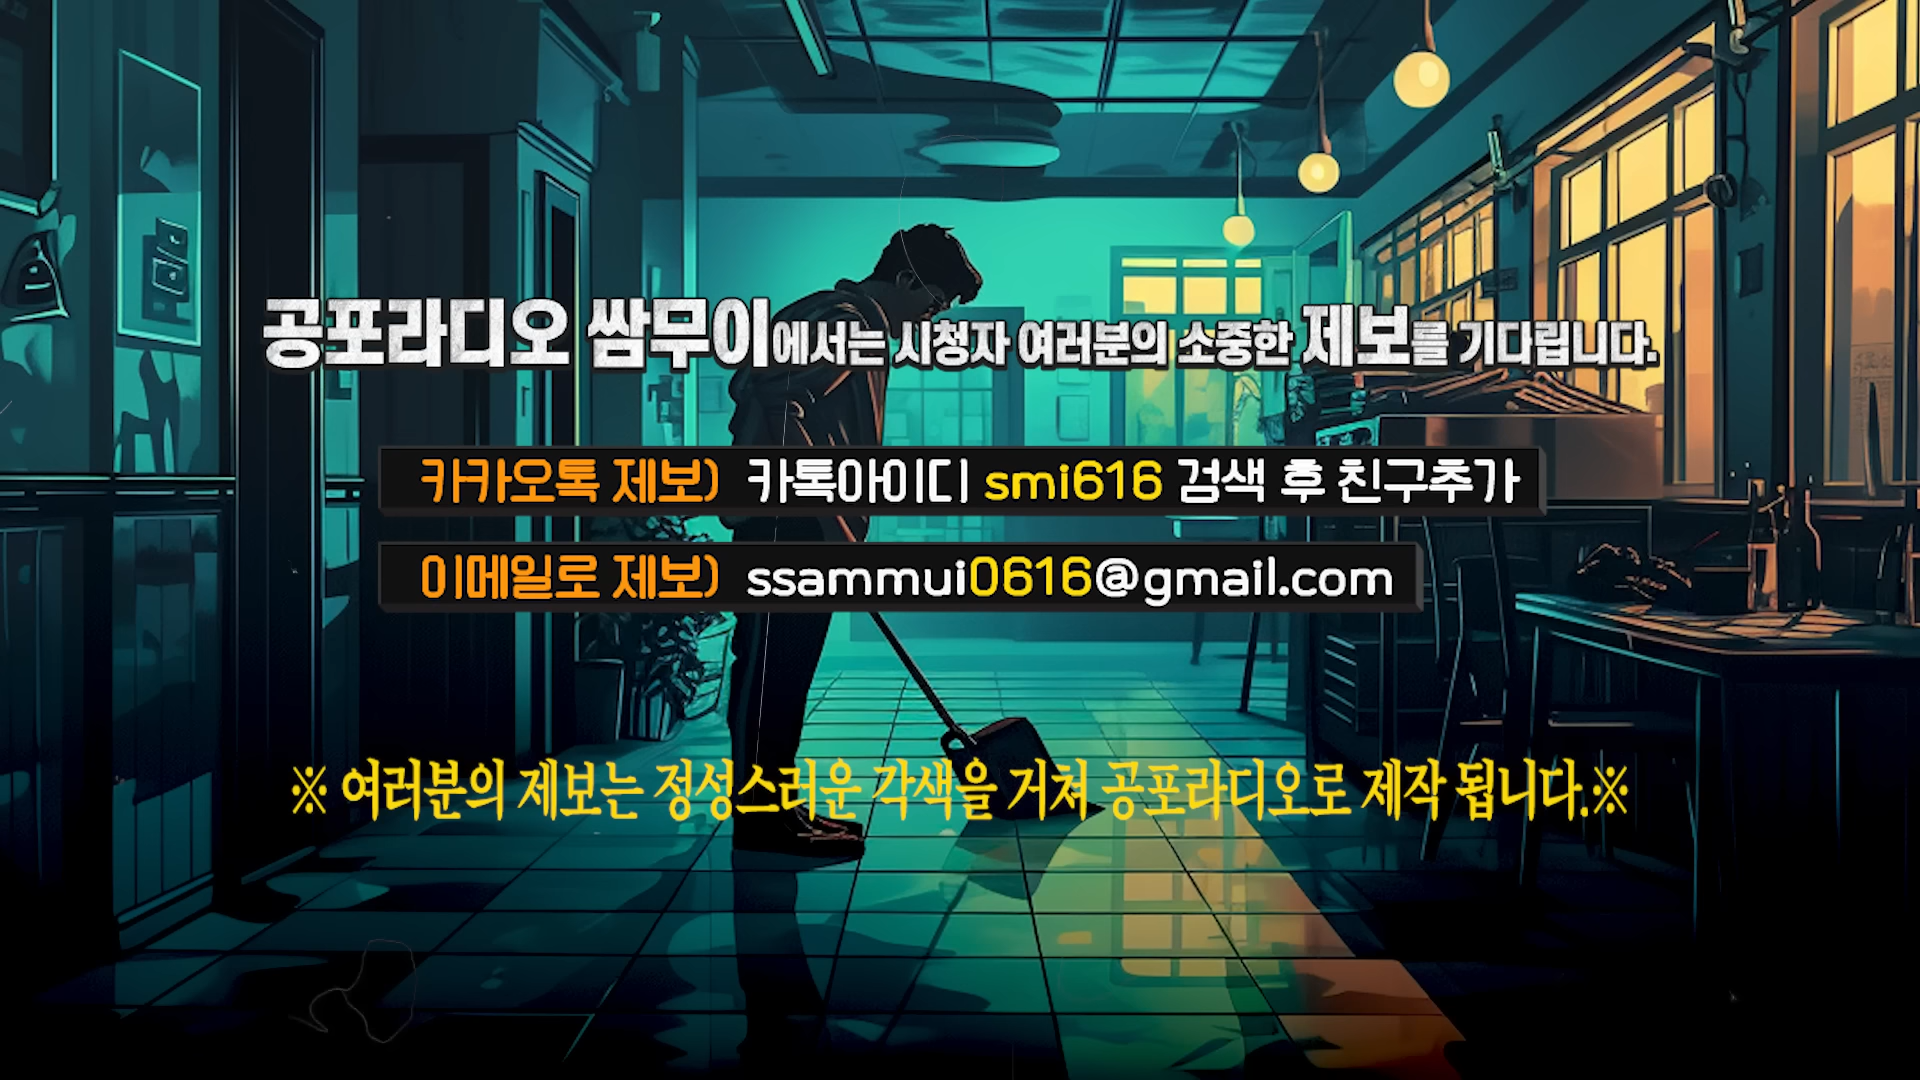 공포라디오 쌈무이에서는 시청자 여러분의 소중한 제보를 기다립니다.
카카오톡 제보) 카톡아이디 smi616 검색 후 친구추가
이메일로 제보) ssammui0616@gmail.com
※ 여러분의 제보는 정성스러운 각색을 거쳐 공포라디오로 제작 됩니다.※